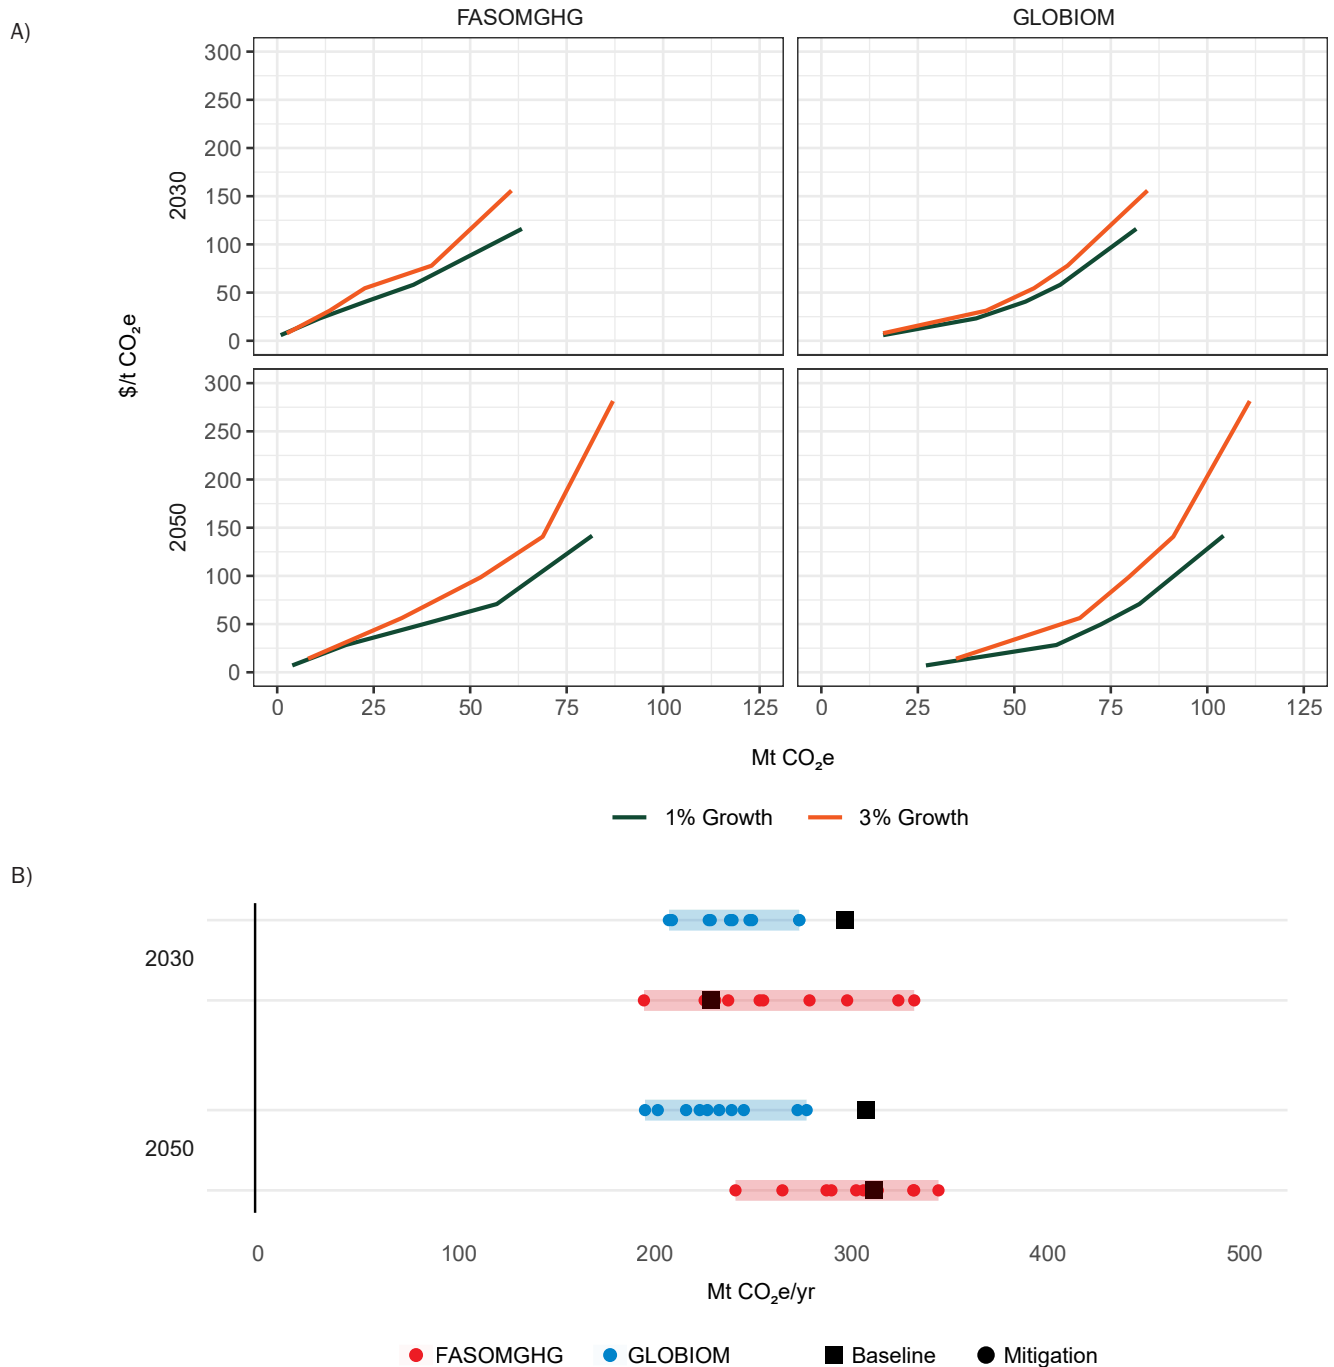 A)
FASOMGHG GLOBIOM
300
250
200
150
100
50
0
2030
300
250
200
150
100
50
0
2050
$/t CO₂e
0 25 50 75 100 125 0 25 50 75 100 125
Mt CO₂e
1% Growth 3% Growth
B)
2030
2050
0 100 200 300 400 500
Mt CO₂e/yr
FASOMGHG GLOBIOM Baseline Mitigation